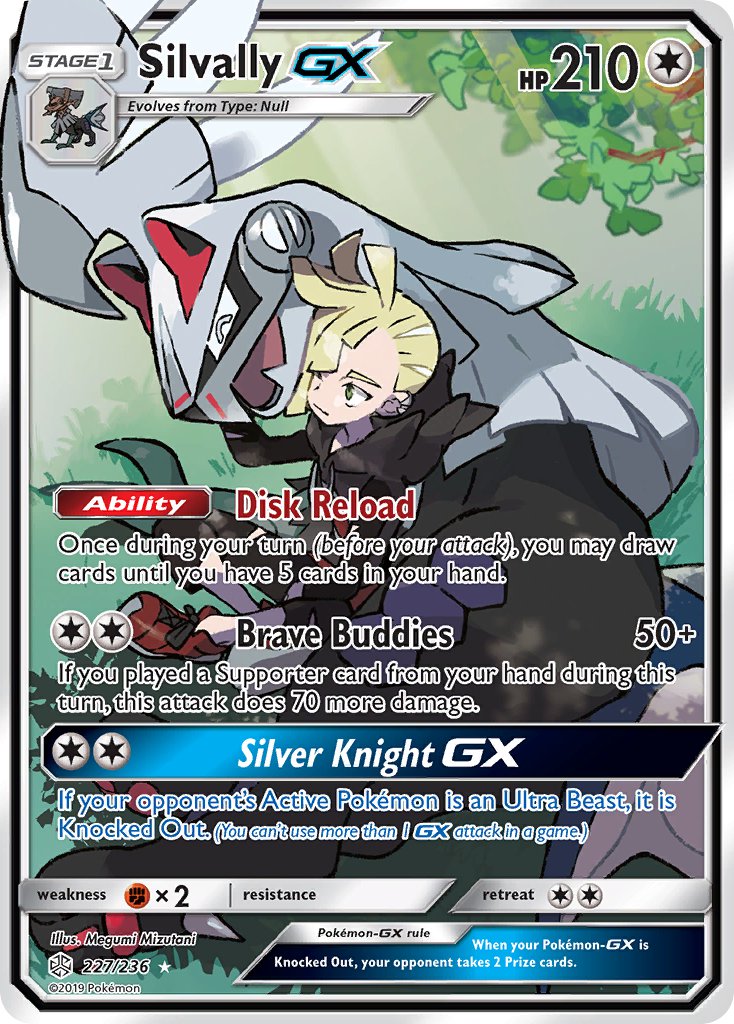 STAGE1 Silvally GX HP210
Evolves from Type: Null
Ability Disk Reload
Once during your turn (before your attack), you may draw
cards until you have 5 cards in your hand.
Brave Buddies 50+
If you played a Supporter card from your hand during this
turn, this attack does 70 more damage.
Silver Knight GX
If your opponent's Active Pokémon is an Ultra Beast, it is
Knocked Out. (You can't use more than 1 GX attack in a game.)
weakness ×2 resistance retreat
Illus. Megumi Mizutani
Pokémon-GX rule
When your Pokémon-GX is
Knocked Out, your opponent takes 2 Prize cards.
227/236
©2019 Pokémon